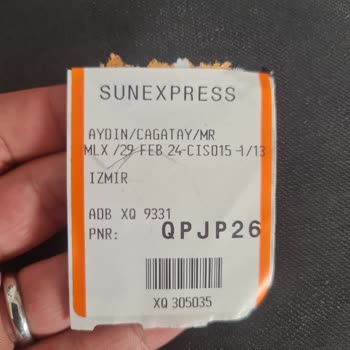 SUNEXPRESS
AYDIN/CAGATAY/MR
MLX /29 FEB 24-CIS015 -1/13
IZMIR
ADB XQ 9331
PNR: QPJP26
XQ 305035